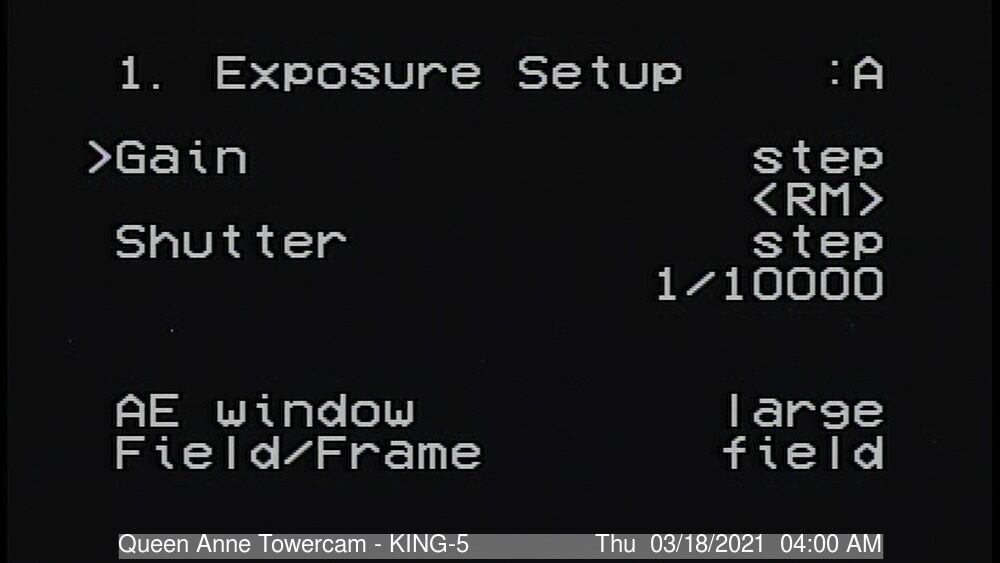 1. Exposure Setup :A
>Gain step
<RM>
Shutter step
1/10000
AE window large
Field/Frame field
Queen Anne Towercam - KING-5 Thu 03/18/2021 04:00 AM